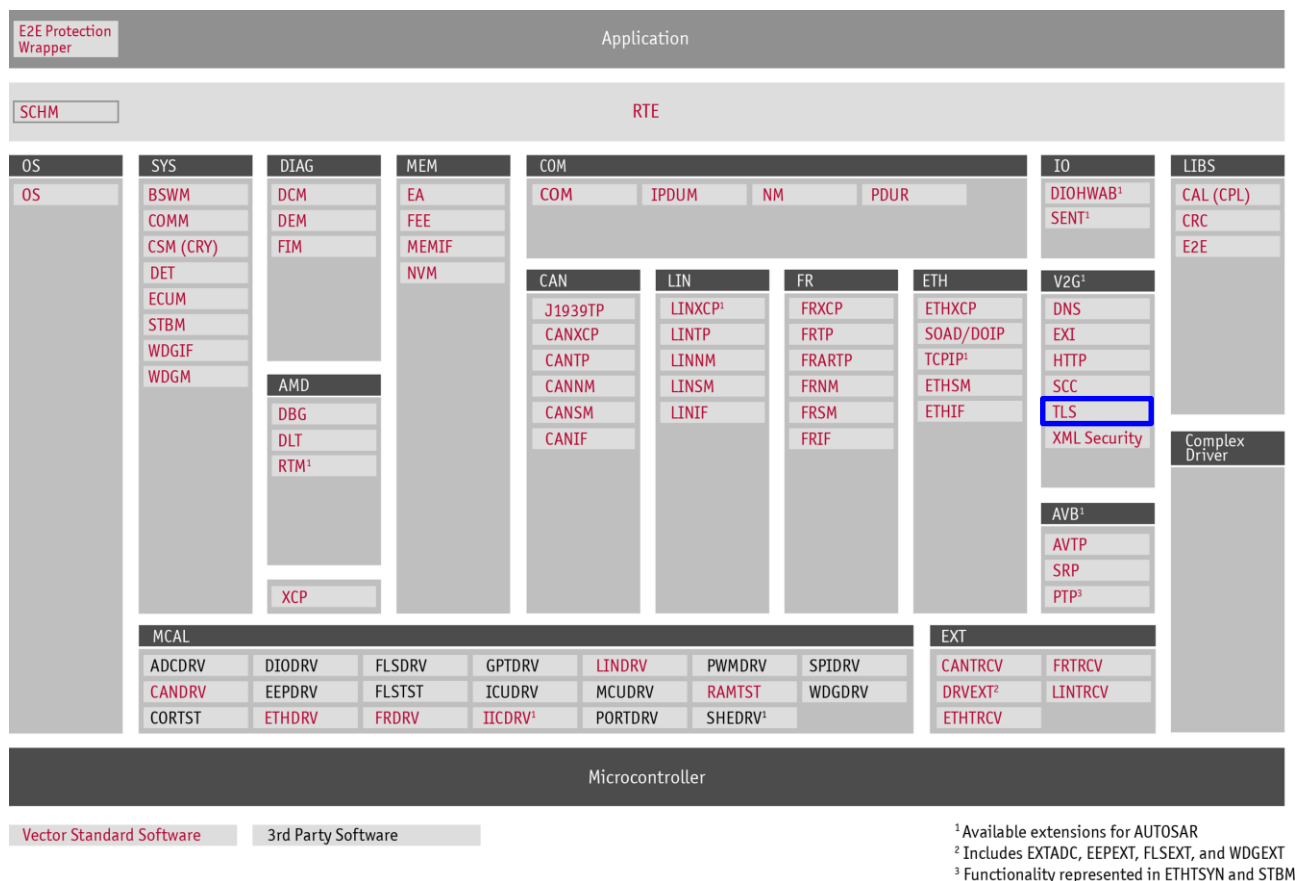 E2E Protection
Wrapper
Application
SCHM
RTE
OS
OS
SYS
BSWM
COMM
CSM (CRY)
DET
ECUM
STBM
WDGIF
WDGM
DIAG
DCM
DEM
FIM
AMD
DBG
DLT
RTM¹
XCP
MEM
EA
FEE
MEMIF
NVM
COM
COM IPDUM NM PDUR
CAN
J1939TP
CANXCP
CANTP
CANNM
CANSM
CANIF
LIN
LINXCP¹
LINTP
LINNM
LINSM
LINIF
FR
FRXCP
FRTP
FRARTP
FRNM
FRSM
FRIF
ETH
ETHXCP
SOAD/DOIP
TCPIP¹
ETHSM
ETHIF
IO
DIOHWAB¹
SENT¹
V2G¹
DNS
EXI
HTTP
SCC
TLS
XML Security
AVB¹
AVTP
SRP
PTP³
LIBS
CAL (CPL)
CRC
E2E
Complex
Driver
MCAL
ADCDRV DIODRV FLSDRV GPTDRV LINDRV PWMDRV SPIDRV
CANDRV EEPDRV FLSTST ICUDRV MCUDRV RAMTST WDGDRV
CORTST ETHDRV FRDRV IICDRV¹ PORTDRV SHEDRV¹
EXT
CANTRCV FRTRCV
DRVEXT² LINTRCV
ETHTRCV
Microcontroller
Vector Standard Software 3rd Party Software
¹ Available extensions for AUTOSAR
² Includes EXTADC, EEPEXT, FLSEXT, and WDGEXT
³ Functionality represented in ETHTSYN and STBM